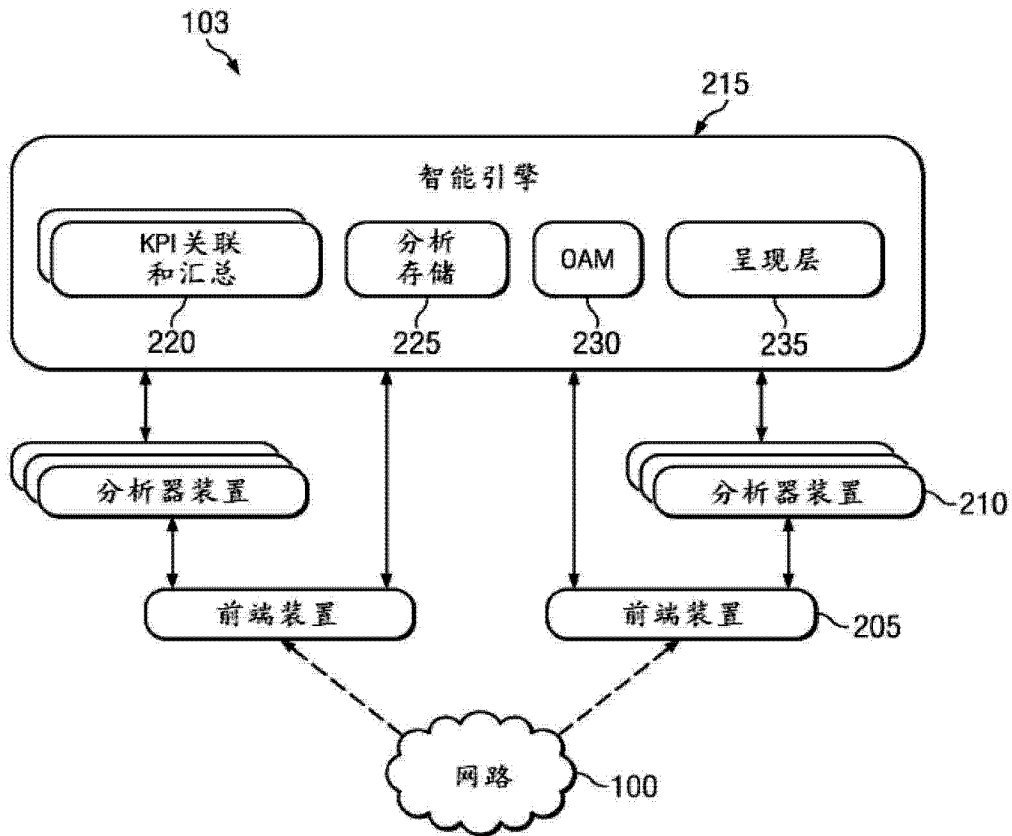 103
215
智能引擎
KPI关联
和汇总
分析
存储
OAM
呈现层
220
225
230
235
分析器装置
分析器装置
210
前端装置
前端装置
205
网路
100